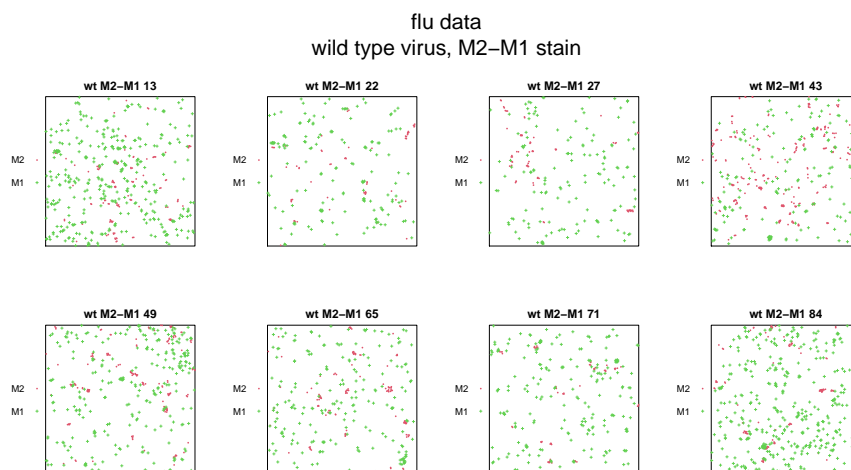 flu data
wild type virus, M2−M1 stain
wt M2−M1 13
wt M2−M1 22
wt M2−M1 27
wt M2−M1 43
M2
M1
M2
M1
M2
M1
M2
M1
wt M2−M1 49
wt M2−M1 65
wt M2−M1 71
wt M2−M1 84
M2
M1
M2
M1
M2
M1
M2
M1